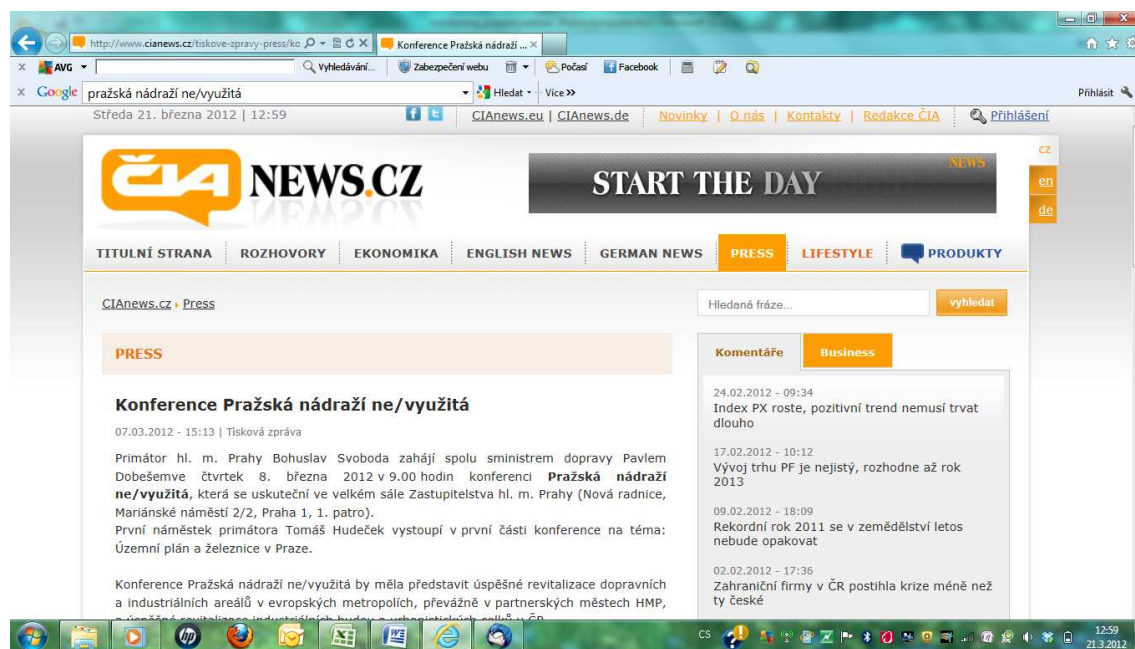 http://www.cianews.cz/tiskove-zpravy-press/ko
Konference Pražská nádraží ...
AVG
Vyhledávání...
Zabezpečení webu
Počasí
Facebook
Google
pražská nádraží ne/využitá
Hledat
Více >>
Přihlásit
Středa 21. března 2012 | 12:59
CIAnews.eu | CIAnews.de
Novinky | O nás | Kontakty | Redakce ČIA
Přihlášení
ČIA NEWS.CZ
START THE DAY
NEWS
cz
en
de
TITULNÍ STRANA
ROZHOVORY
EKONOMIKA
ENGLISH NEWS
GERMAN NEWS
PRESS
LIFESTYLE
PRODUKTY
CIAnews.cz › Press
Hledaná fráze...
vyhledat
PRESS
Konference Pražská nádraží ne/využitá
07.03.2012 - 15:13 | Tisková zpráva
Primátor hl. m. Prahy Bohuslav Svoboda zahájí spolu sministrem dopravy Pavlem
Dobešemve čtvrtek 8. března 2012 v 9.00 hodin konferenci Pražská nádraží
ne/využitá, která se uskuteční ve velkém sále Zastupitelstva hl. m. Prahy (Nová radnice,
Mariánské náměstí 2/2, Praha 1, 1. patro).
První náměstek primátora Tomáš Hudeček vystoupí v první části konference na téma:
Územní plán a železnice v Praze.
Konference Pražská nádraží ne/využitá by měla představit úspěšné revitalizace dopravních
a industriálních areálů v evropských metropolích, převážně v partnerských městech HMP,
a úspěšné revitalizace industriálních budov a urbanistických celků v ČR
Komentáře
Business
24.02.2012 - 09:34
Index PX roste, pozitivní trend nemusí trvat
dlouho
17.02.2012 - 10:12
Vývoj trhu PF je nejistý, rozhodne až rok
2013
09.02.2012 - 18:09
Rekordní rok 2011 se v zemědělství letos
nebude opakovat
02.02.2012 - 17:36
Zahraniční firmy v ČR postihla krize méně než
ty české
CS
12:59
21.3.2012